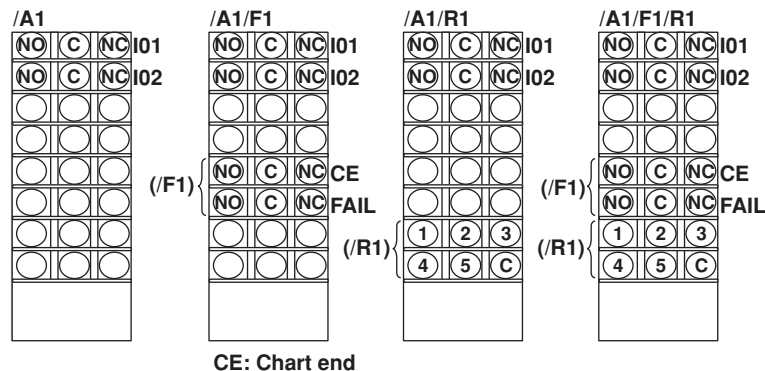 /A1 /A1/F1 /A1/R1 /A1/F1/R1
NO C NC I01 NO C NC I01 NO C NC I01 NO C NC I01
NO C NC I02 NO C NC I02 NO C NC I02 NO C NC I02
(/F1) NO C NC CE (/F1) NO C NC CE
NO C NC FAIL NO C NC FAIL
(/R1) 1 2 3 (/R1) 1 2 3
4 5 C 4 5 C
CE: Chart end